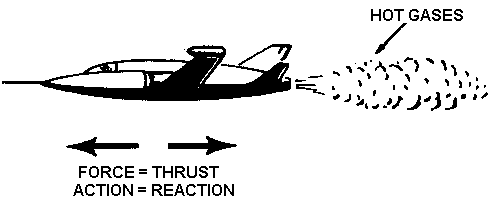 HOT GASES
FORCE = THRUST
ACTION = REACTION